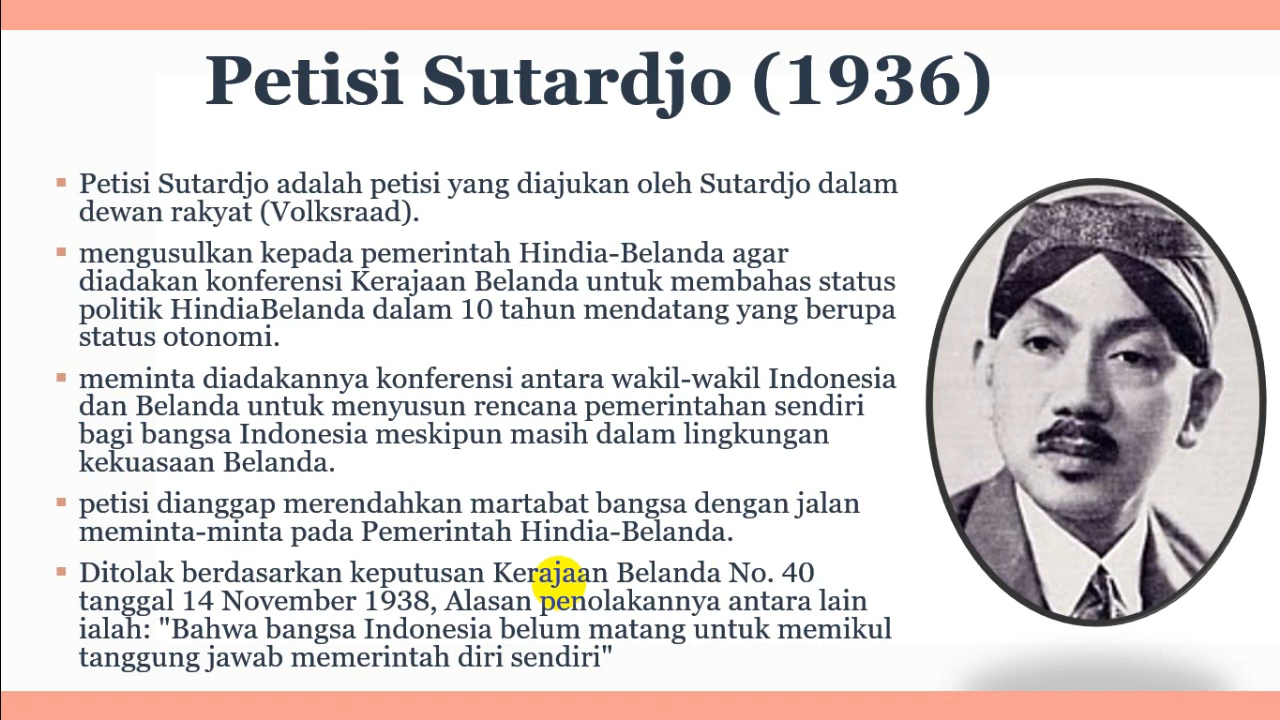 Petisi Sutardjo (1936)
Petisi Sutardjo adalah petisi yang diajukan oleh Sutardjo dalam
dewan rakyat (Volksraad).
mengusulkan kepada pemerintah Hindia-Belanda agar
diadakan konferensi Kerajaan Belanda untuk membahas status
politik HindiaBelanda dalam 10 tahun mendatang yang berupa
status otonomi.
meminta diadakannya konferensi antara wakil-wakil Indonesia
dan Belanda untuk menyusun rencana pemerintahan sendiri
bagi bangsa Indonesia meskipun masih dalam lingkungan
kekuasaan Belanda.
petisi dianggap merendahkan martabat bangsa dengan jalan
meminta-minta pada Pemerintah Hindia-Belanda.
Ditolak berdasarkan keputusan Kerajaan Belanda No. 40
tanggal 14 November 1938, Alasan penolakannya antara lain
ialah: "Bahwa bangsa Indonesia belum matang untuk memikul
tanggung jawab memerintah diri sendiri"